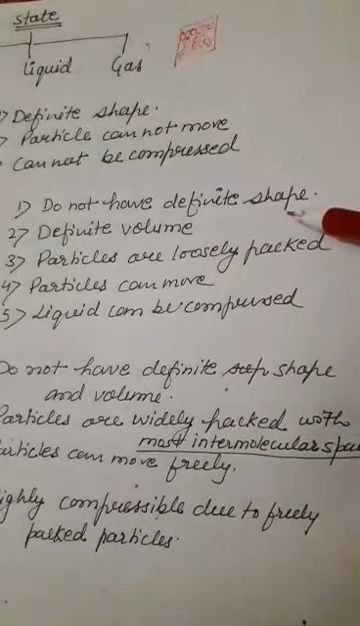 state
Liquid Gas
Definite shape.
Particle can not move
Can not be compressed
1) Do not have definite shape.
2) Definite volume
3) Particles are loosely packed
4) Particles can move
5) Liquid can be compressed
Do not have definite shape
and volume.
Particles are widely packed with
most intermolecular spa
articles can move freely.
ighly compressible due to freely
packed particles.